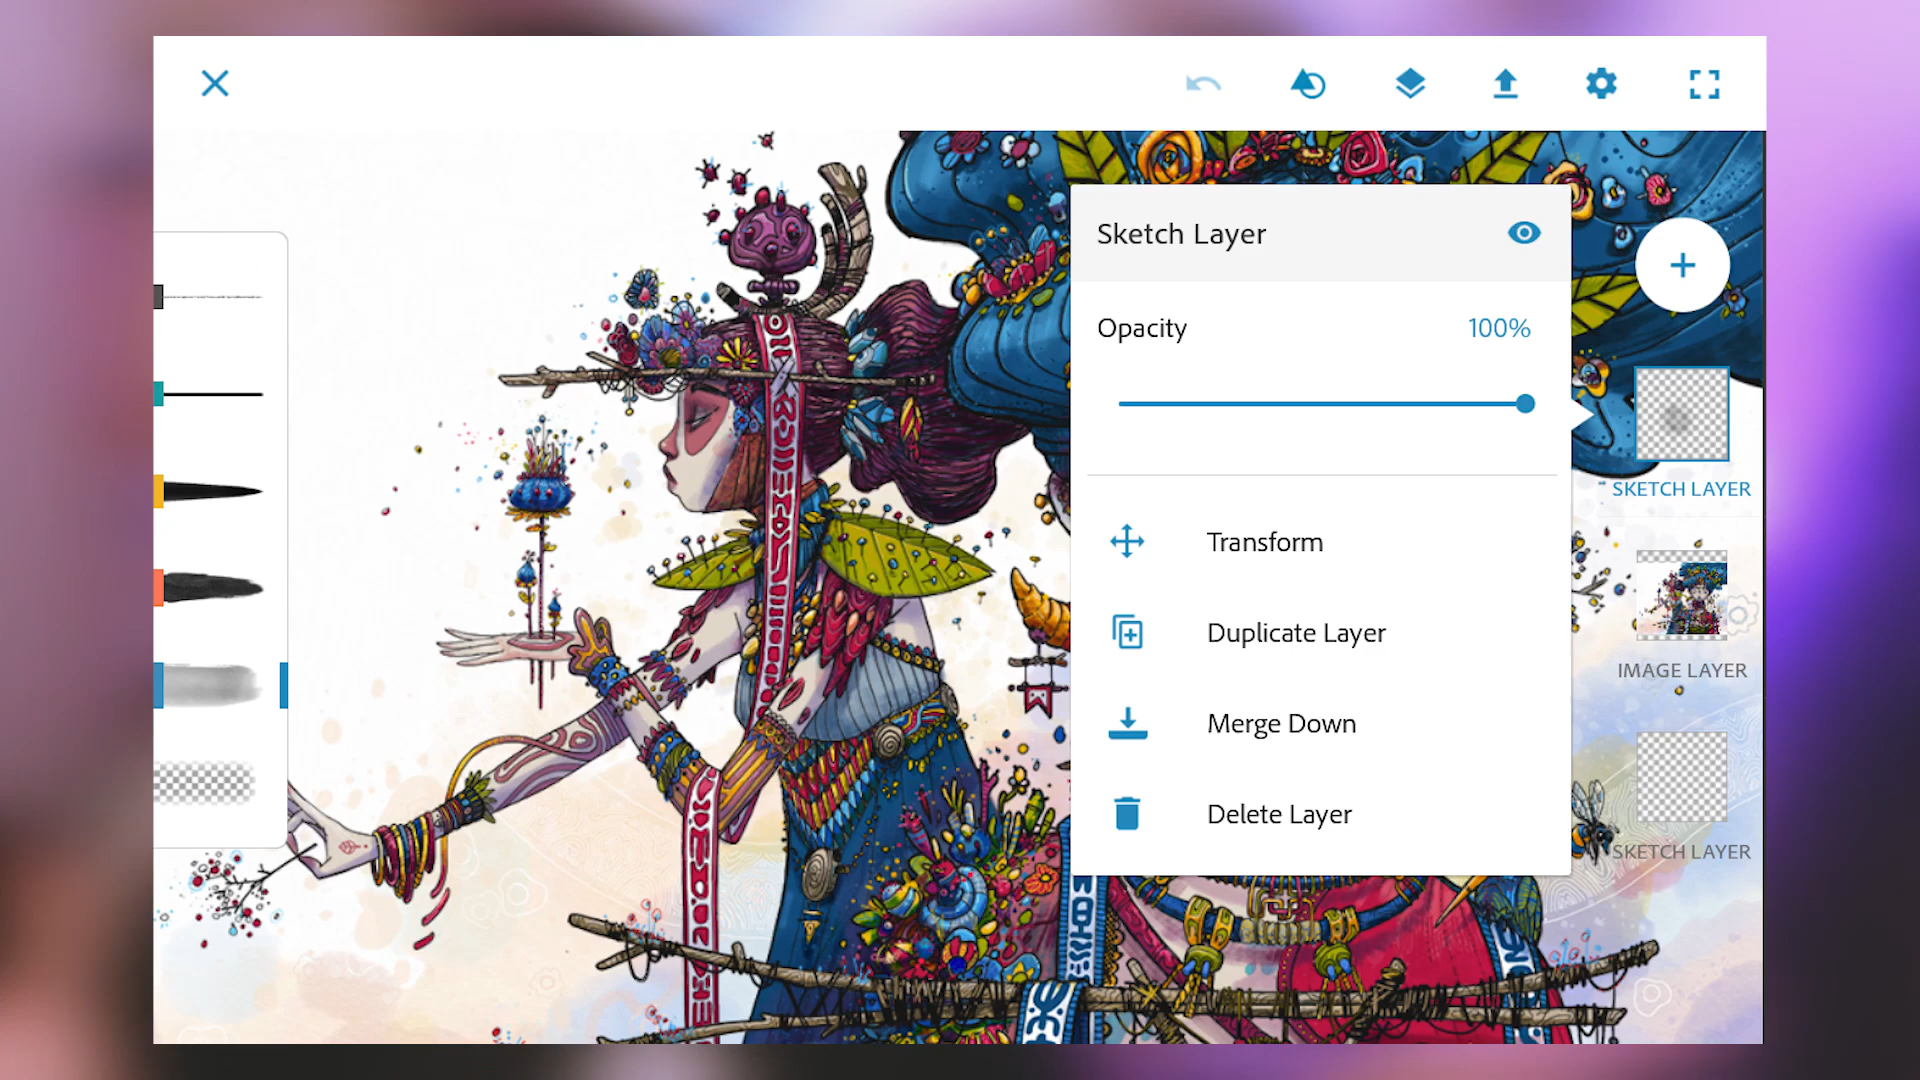 Sketch Layer
Opacity 100%
Transform
Duplicate Layer
Merge Down
Delete Layer
SKETCH LAYER
IMAGE LAYER
SKETCH LAYER